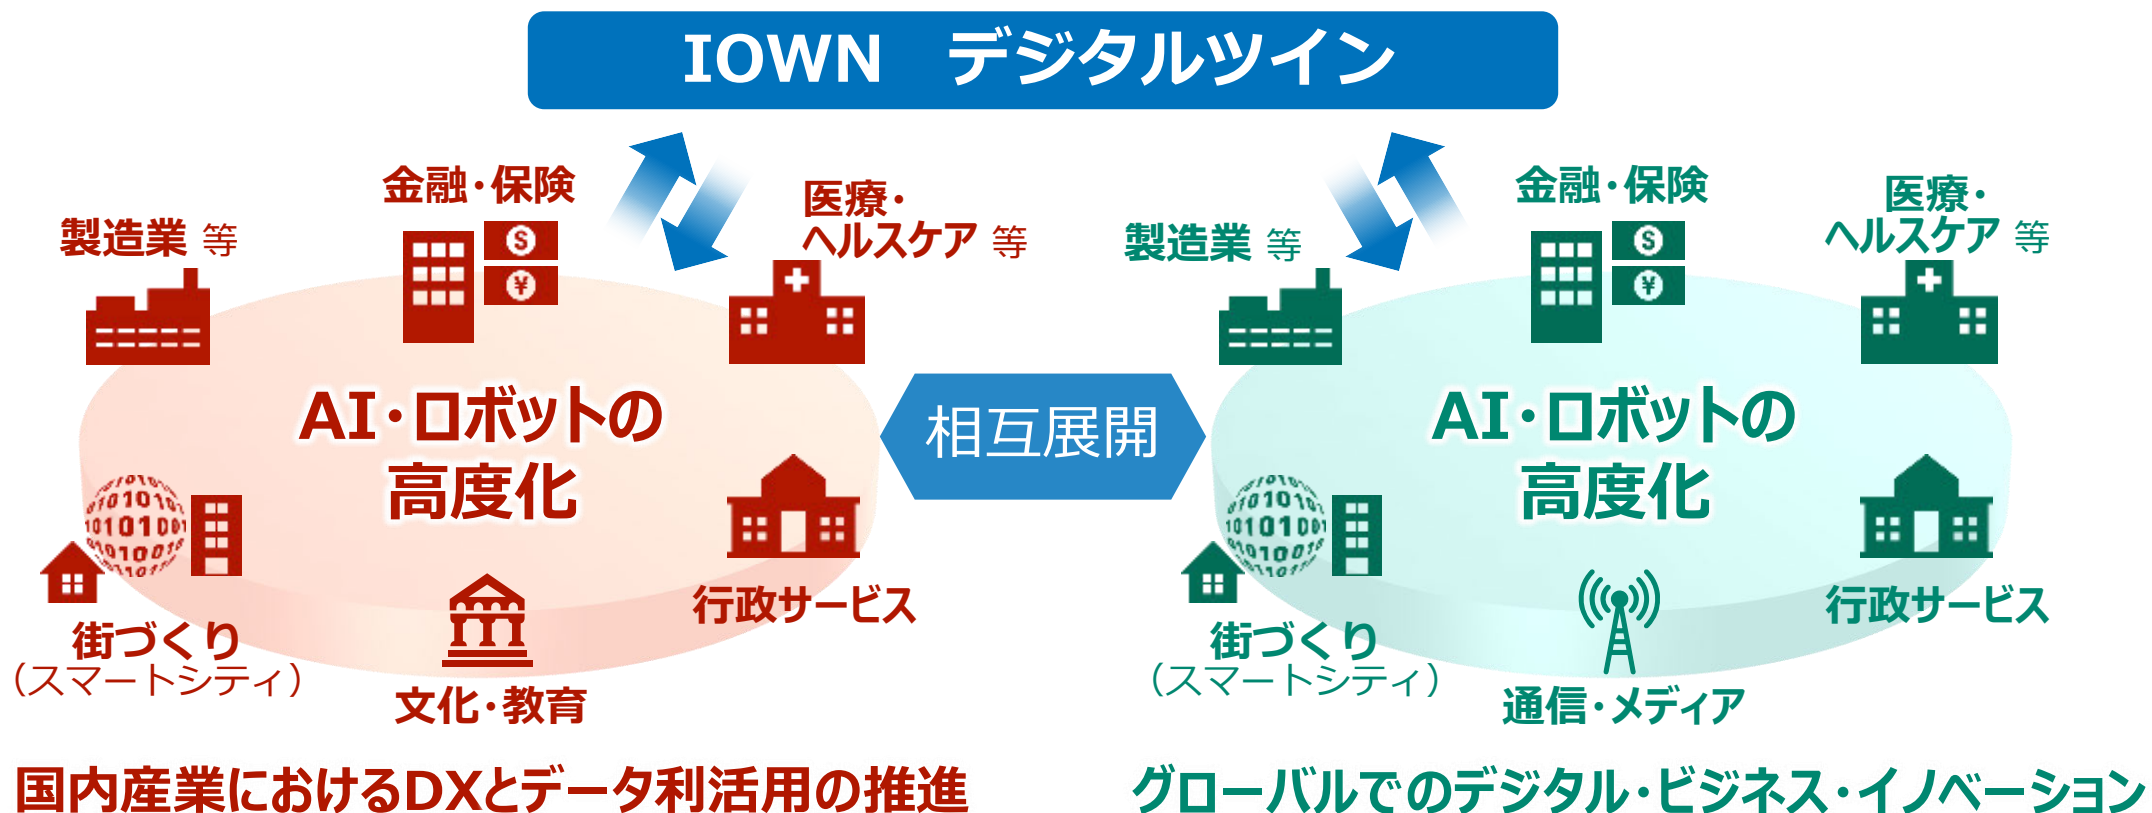 IOWN　デジタルツイン
金融・保険
製造業 等
医療・
ヘルスケア 等
$
¥
AI・ロボットの
高度化
行政サービス
街づくり
（スマートシティ）
文化・教育
国内産業におけるDXとデータ利活用の推進
相互展開
金融・保険
製造業 等
医療・
ヘルスケア 等
$
¥
AI・ロボットの
高度化
行政サービス
街づくり
（スマートシティ）
通信・メディア
グローバルでのデジタル・ビジネス・イノベーション